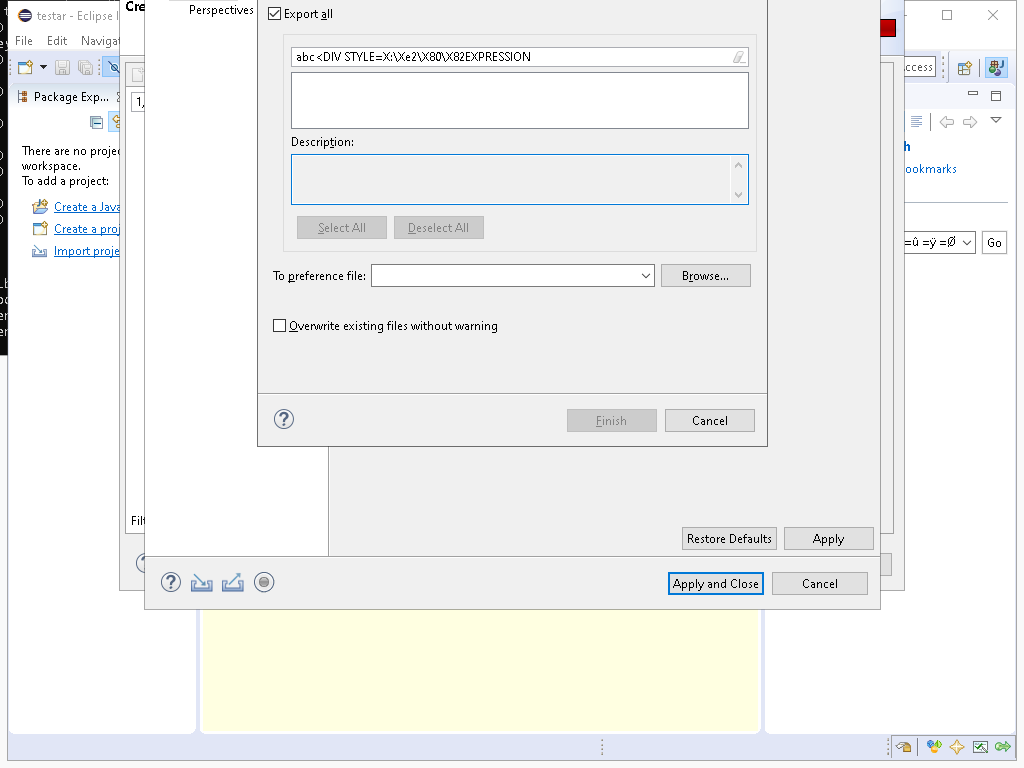 testar - Eclipse I
Cre
Perspectives
Export all
File Edit Navigat
abc<DIV STYLE=X:\Xe2\X80\X82EXPRESSION
ccess
Package Exp...
1,
Description:
There are no projec
workspace.
To add a project:
ookmarks
Create a Java
Create a proj
Import proje
Select All
Deselect All
=û =ÿ =Ø
Go
To preference file:
Browse...
Overwrite existing files without warning
Finish
Cancel
Filt
Restore Defaults
Apply
Apply and Close
Cancel